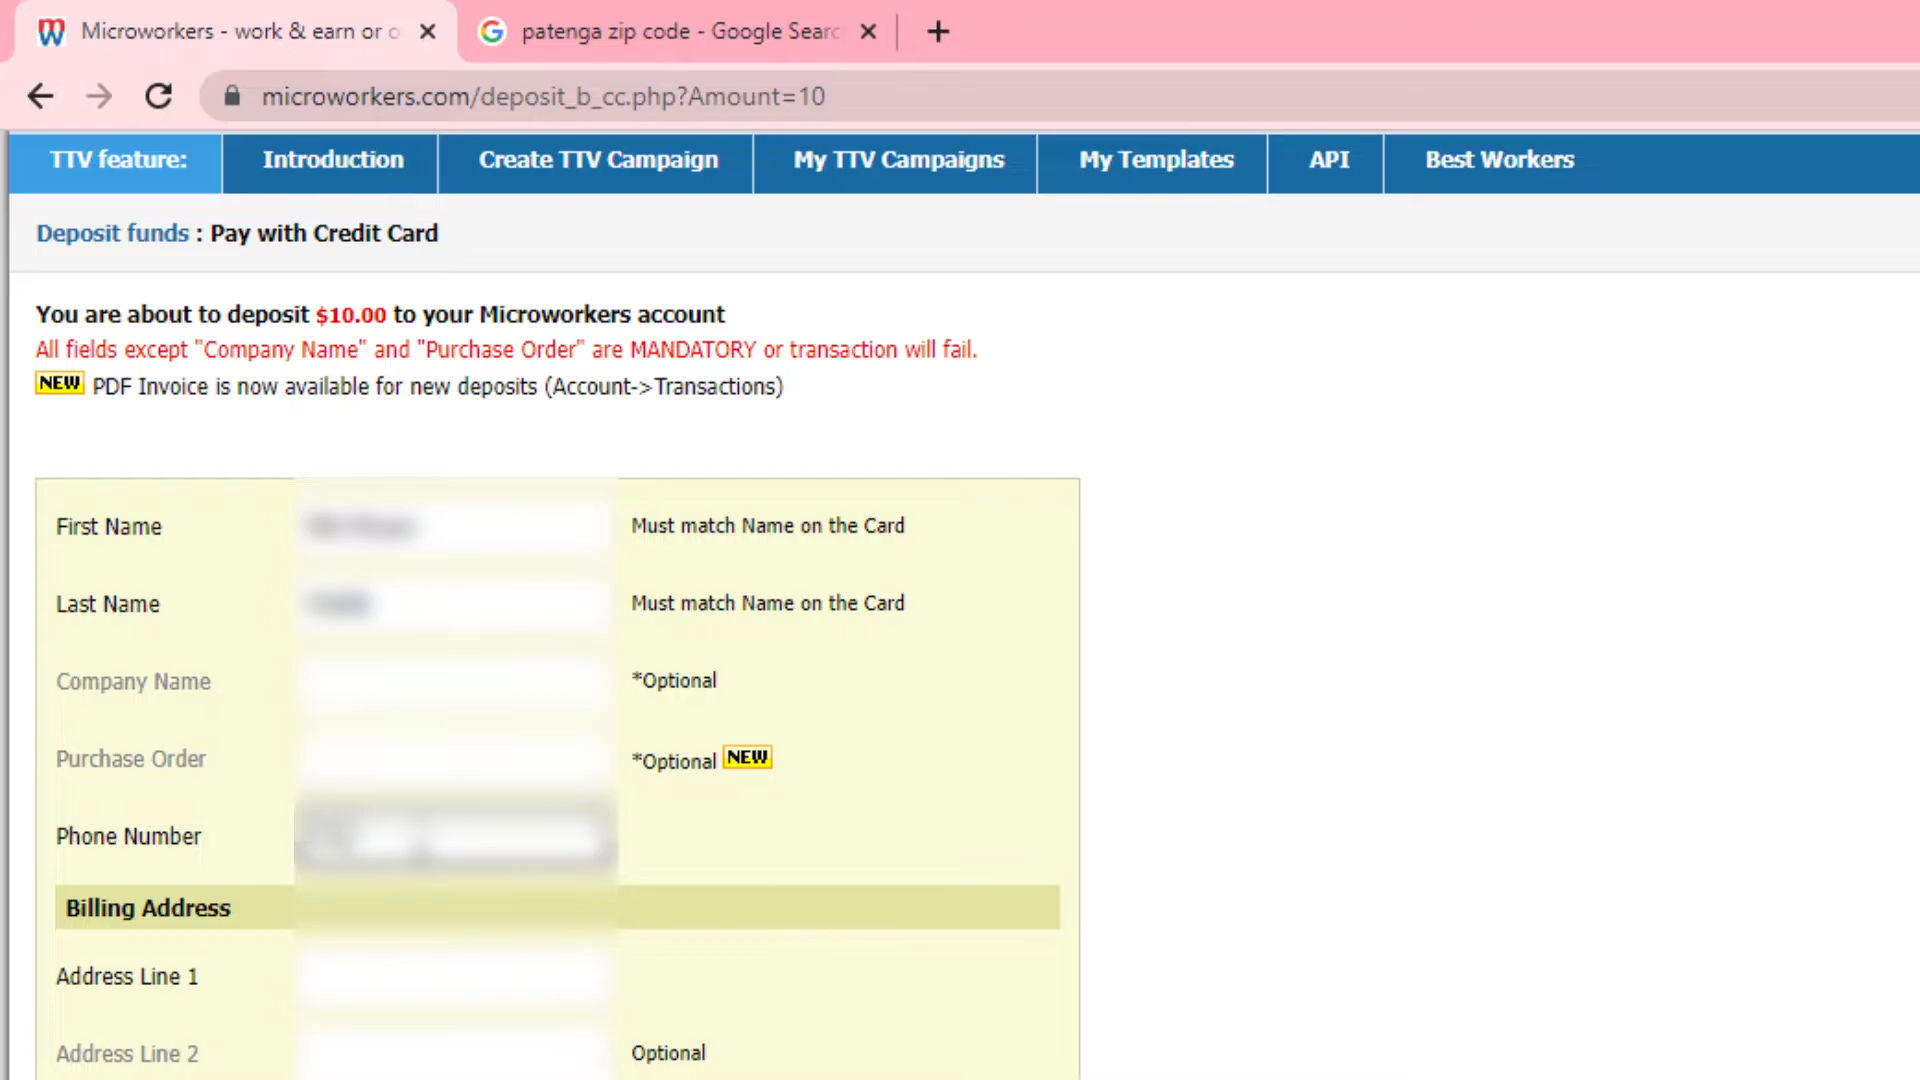 Microworkers - work & earn or o
patenga zip code - Google Searc
microworkers.com/deposit_b_cc.php?Amount=10
TTV feature: Introduction Create TTV Campaign My TTV Campaigns My Templates API Best Workers
Deposit funds : Pay with Credit Card
You are about to deposit $10.00 to your Microworkers account
All fields except "Company Name" and "Purchase Order" are MANDATORY or transaction will fail.
NEW PDF Invoice is now available for new deposits (Account->Transactions)
First Name Must match Name on the Card
Last Name Must match Name on the Card
Company Name *Optional
Purchase Order *Optional NEW
Phone Number
Billing Address
Address Line 1
Address Line 2 Optional